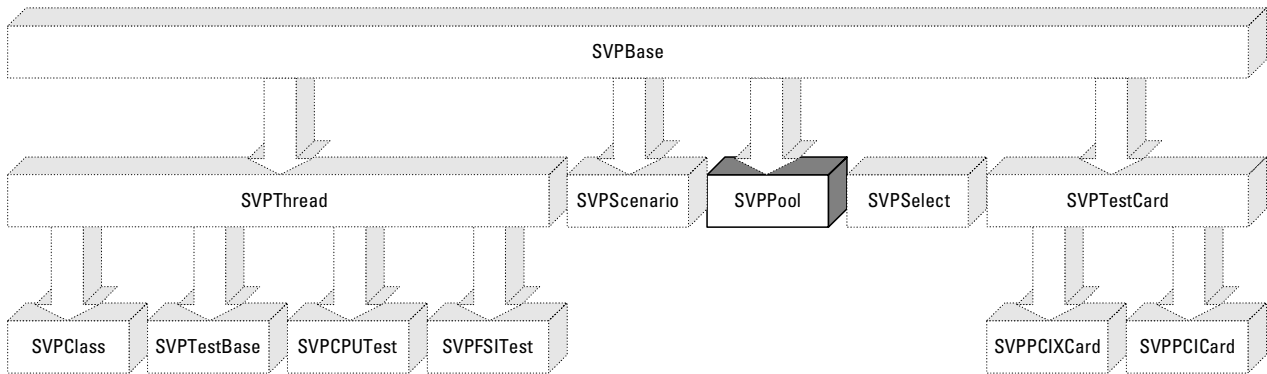 SVPBase
SVPThread
SVPScenario
SVPPool
SVPSelect
SVPTestCard
SVPClass
SVPTestBase
SVPCPUTest
SVPFSITest
SVPPCIXCard
SVPPCICard